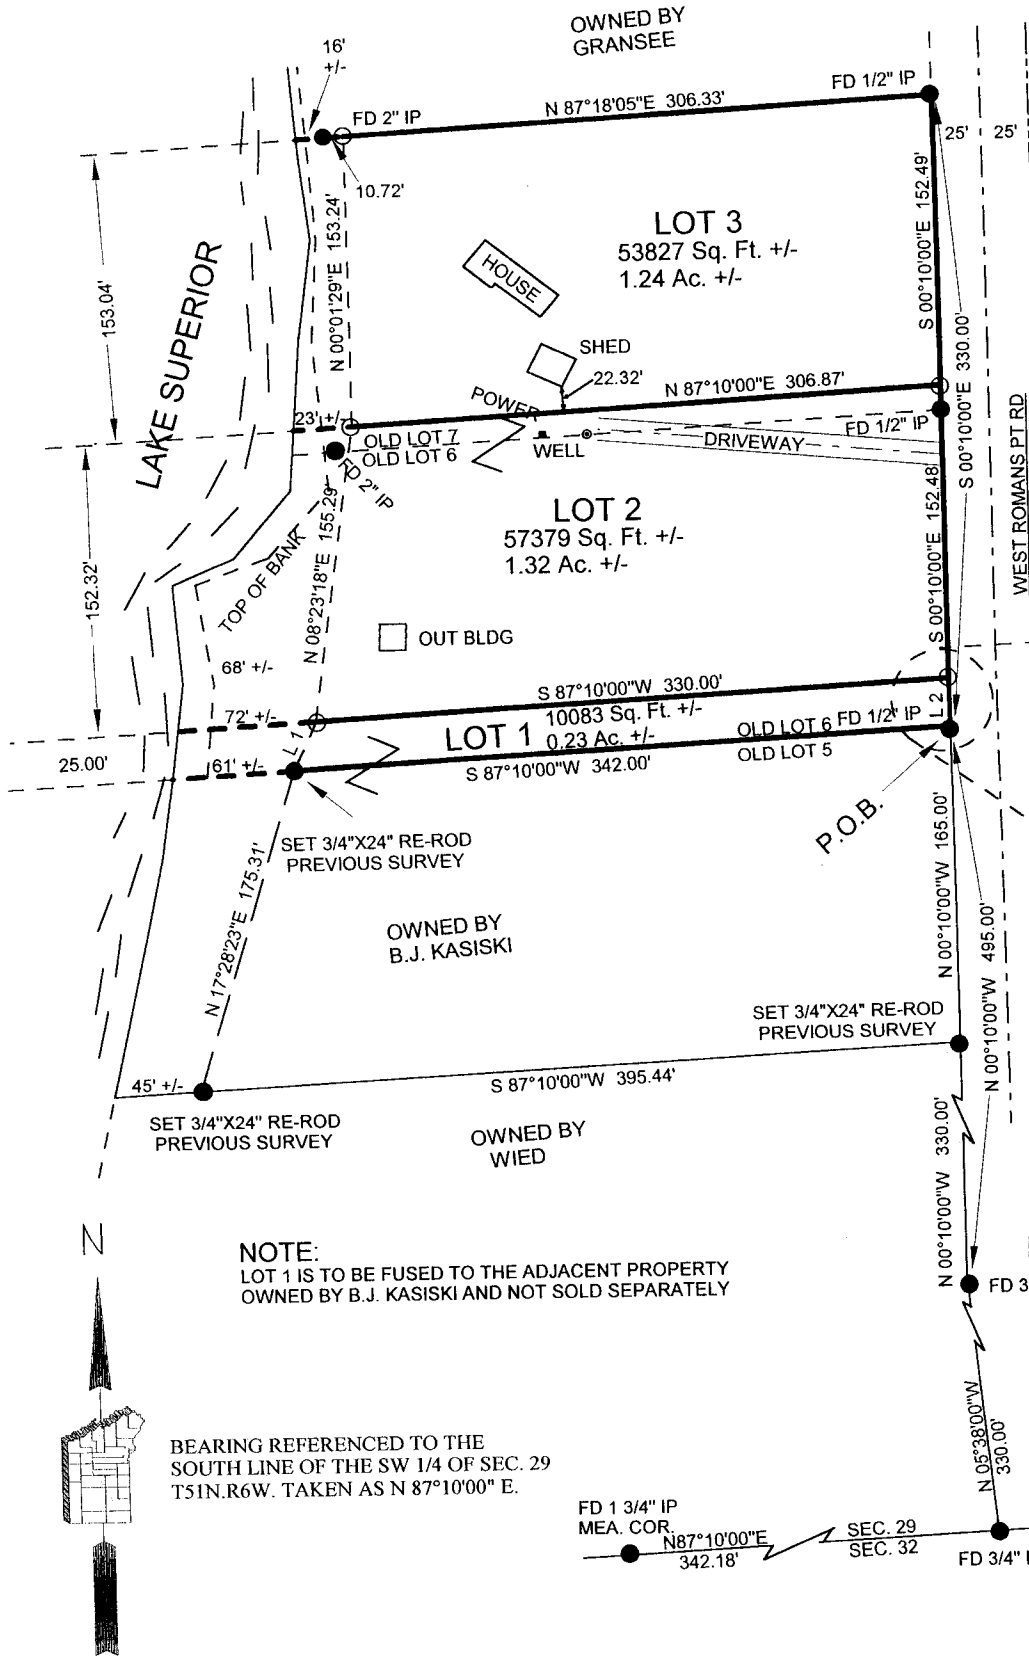 OWNED BY
GRANSEE
16'
+/-
FD 2" IP
N 87°18'05"E 306.33'
FD 1/2" IP
25'
25'
10.72'
153.04'
N 00°01'29"E 153.24'
LOT 3
53827 Sq. Ft. +/-
1.24 Ac. +/-
S 00°10'00"E 152.49'
HOUSE
LAKE SUPERIOR
SHED
22.32'
S 00°10'00"E 330.00'
POWER
N 87°10'00"E 306.87'
23' +/-
OLD LOT 7
OLD LOT 6
FD 2" IP
WELL
DRIVEWAY
FD 1/2" IP
WEST ROMANS PT RD
LOT 2
57379 Sq. Ft. +/-
1.32 Ac. +/-
152.32'
TOP OF BANK
N 08°23'18"E 155.29'
S 00°10'00"E 152.48'
OUT BLDG
68' +/-
72' +/-
S 87°10'00"W 330.00'
10083 Sq. Ft. +/-
LOT 1 0.23 Ac. +/-
L 1
L 2
OLD LOT 6 FD 1/2" IP
OLD LOT 5
25.00'
61' +/-
S 87°10'00"W 342.00'
P.O.B.
SET 3/4"X24" RE-ROD
PREVIOUS SURVEY
N 17°28'23"E 175.31'
OWNED BY
B.J. KASISKI
N 00°10'00"W 165.00'
N 00°10'00"W 495.00'
SET 3/4"X24" RE-ROD
PREVIOUS SURVEY
45' +/-
S 87°10'00"W 395.44'
SET 3/4"X24" RE-ROD
PREVIOUS SURVEY
OWNED BY
WIED
N 00°10'00"W 330.00'
N
NOTE:
LOT 1 IS TO BE FUSED TO THE ADJACENT PROPERTY
OWNED BY B.J. KASISKI AND NOT SOLD SEPARATELY
FD 3
N 05°38'00"W
330.00'
BEARING REFERENCED TO THE
SOUTH LINE OF THE SW 1/4 OF SEC. 29
T51N.R6W. TAKEN AS N 87°10'00" E.
FD 1 3/4" IP
MEA. COR.
N87°10'00"E
342.18'
SEC. 29
SEC. 32
FD 3/4"